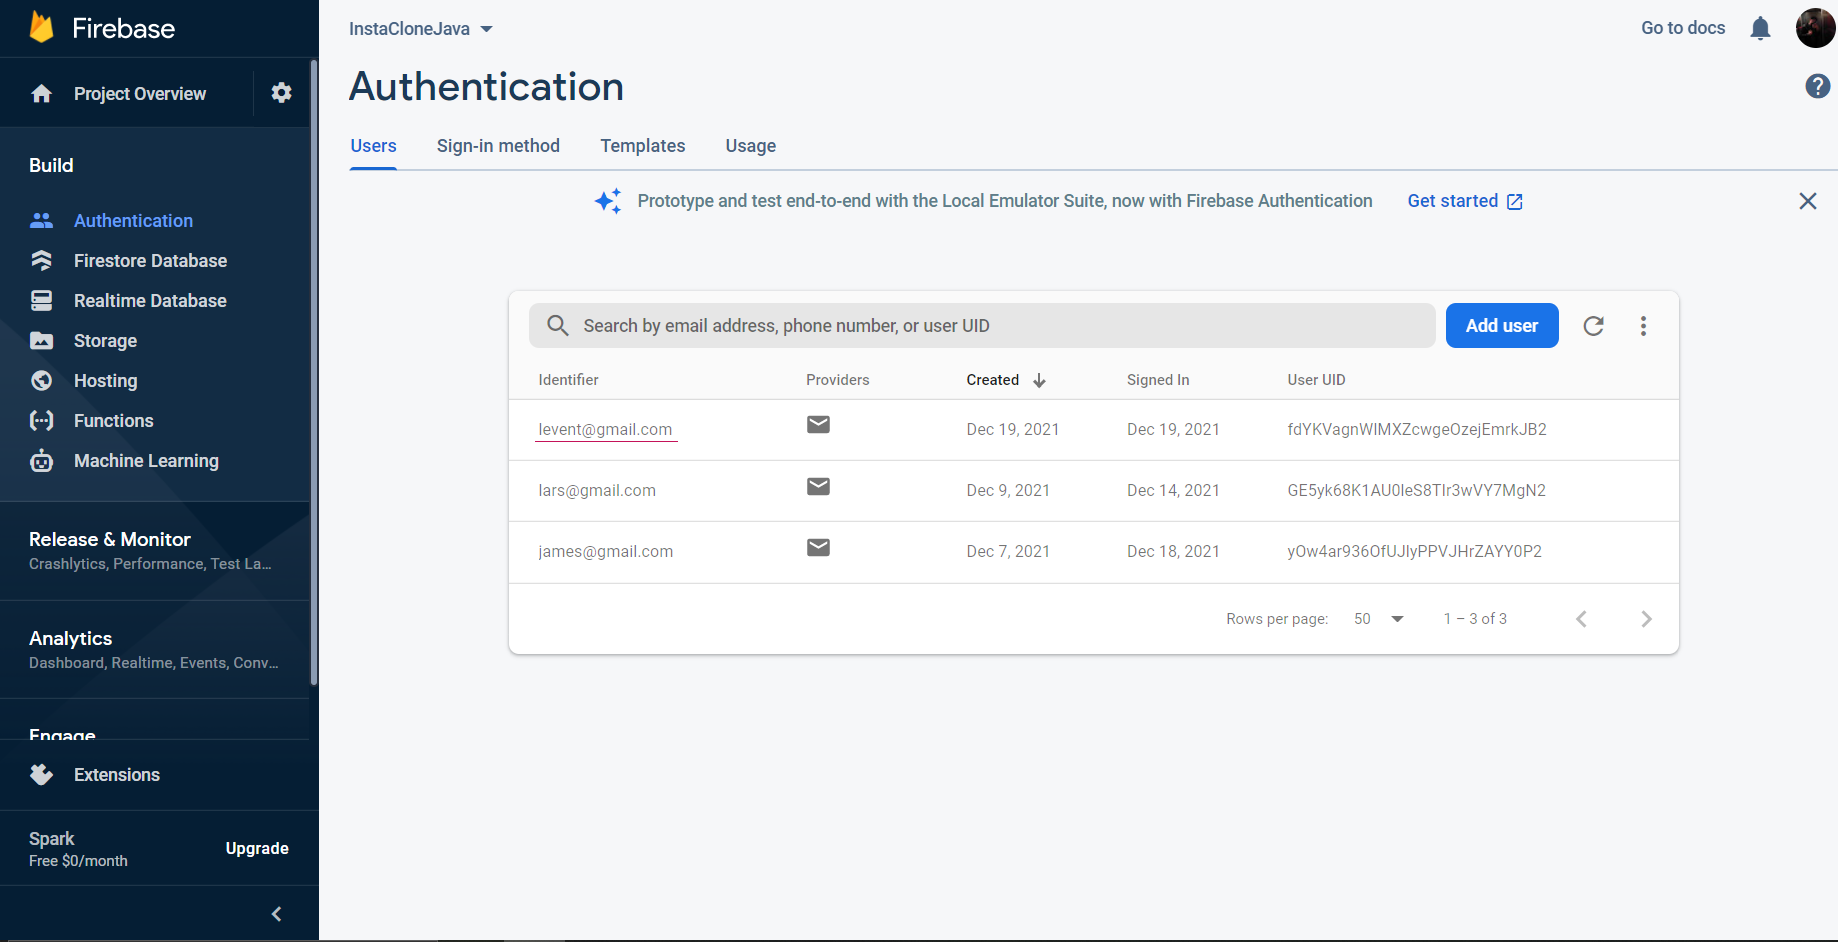 Firebase
Project Overview
Build
Authentication
Firestore Database
Realtime Database
Storage
Hosting
Functions
Machine Learning
Release & Monitor
Crashlytics, Performance, Test La...
Analytics
Dashboard, Realtime, Events, Conv...
Engage
Extensions
Spark
Free $0/month
Upgrade
InstaCloneJava
Go to docs
Authentication
Users Sign-in method Templates Usage
Prototype and test end-to-end with the Local Emulator Suite, now with Firebase Authentication Get started
Search by email address, phone number, or user UID
Add user
Identifier Providers Created Signed In User UID
levent@gmail.com Dec 19, 2021 Dec 19, 2021 fdYKVagnWlMXZcwgeOzejEmrkJB2
lars@gmail.com Dec 9, 2021 Dec 14, 2021 GE5yk68K1AU0leS8TIr3wVY7MgN2
james@gmail.com Dec 7, 2021 Dec 18, 2021 yOw4ar936OfUJlyPPVJHrZAYY0P2
Rows per page: 50 1 – 3 of 3